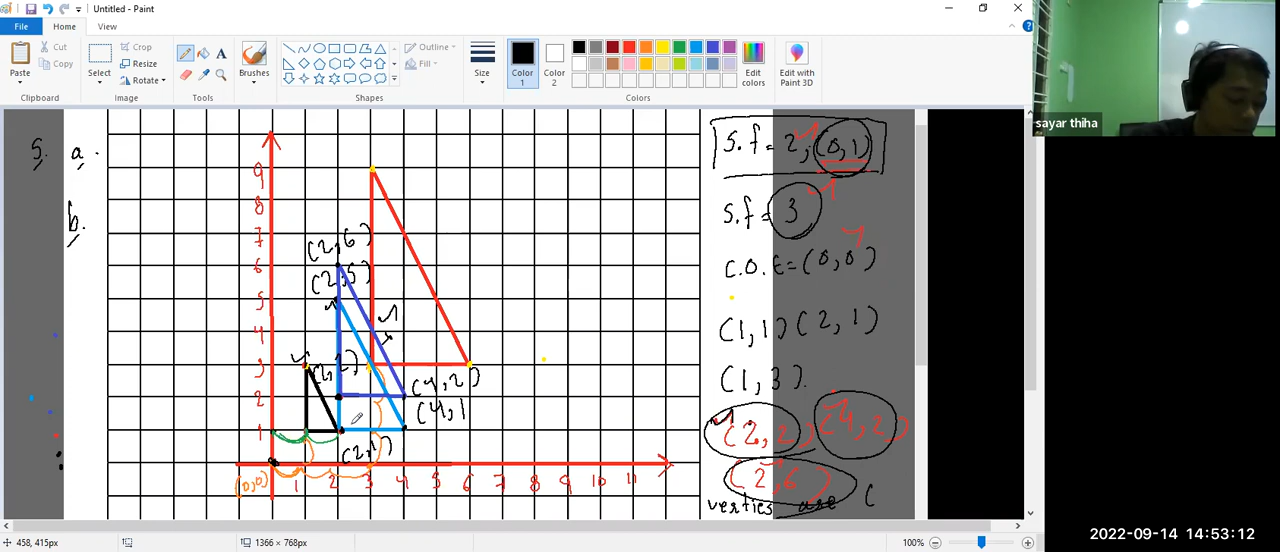 Untitled - Paint
File
Home
View
Paste
Cut
Copy
Clipboard
Select
Crop
Resize
Rotate
Image
A
Tools
Brushes
Outline
Fill
Shapes
Size
Color 1
Color 2
Colors
Edit colors
Edit with Paint 3D
sayar thiha
5. a.
b.
9
8
7
6
5
4
3
2
1
(2,6)
(2,5)
(2,2)
(4,2)
(4,1)
(2,1)
(0,0)
1 2 3 4 5 6 7 8 9 10 11
S.f = 2, (0,1)
S.f = 3
C.O.E = (0,0)
(1,1) (2,1)
(1,3).
(2,2) (4,2)
(2,6)
verties are (
458, 415px
1366 × 768px
100%
2022-09-14 14:53:12